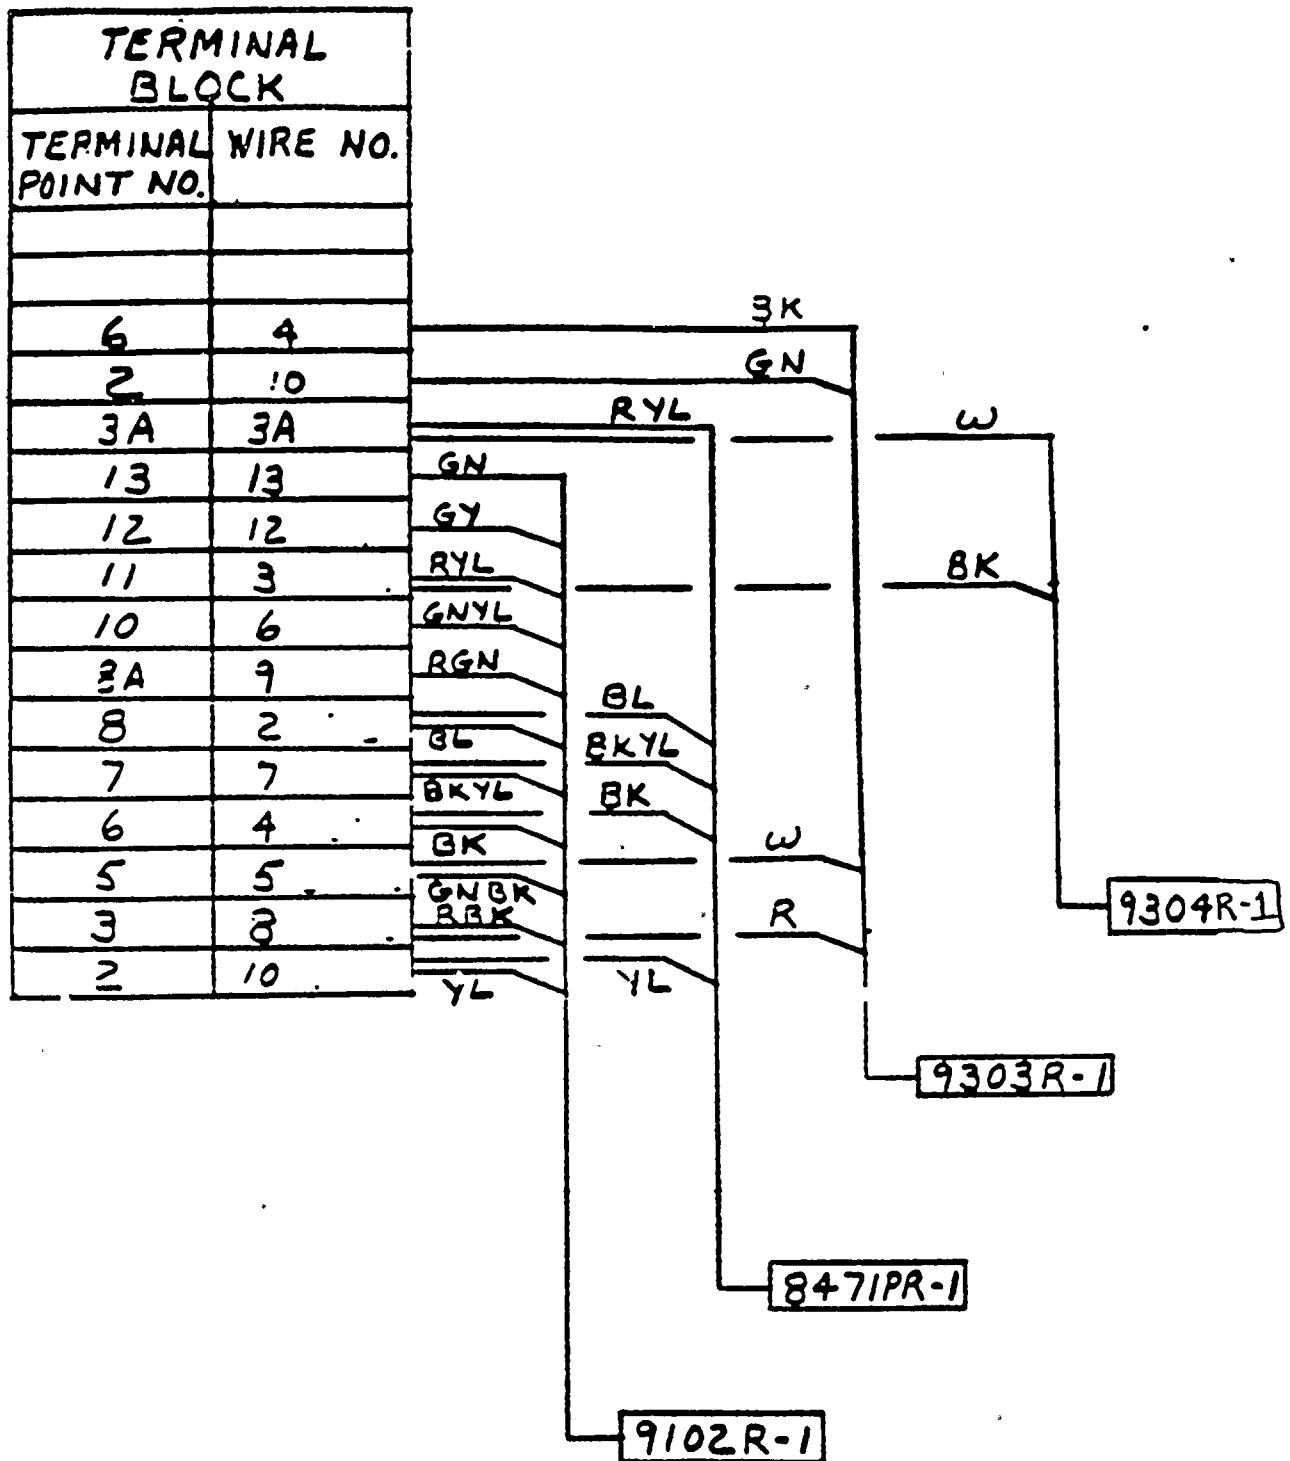 TERMINAL
BLOCK
TERMINAL WIRE NO.
POINT NO.
6 4 BK
2 10 GN
3A 3A RYL W
13 13 GN
12 12 GY
11 3 RYL BK
10 6 GNYL
3A 9 RGN
8 2 BL BL
7 7 BKYL BKYL
6 4 BK BK
5 5 GNBK W
3 8 RBK R
2 10 YL YL
9304R-1
9303R-1
8471PR-1
9102R-1